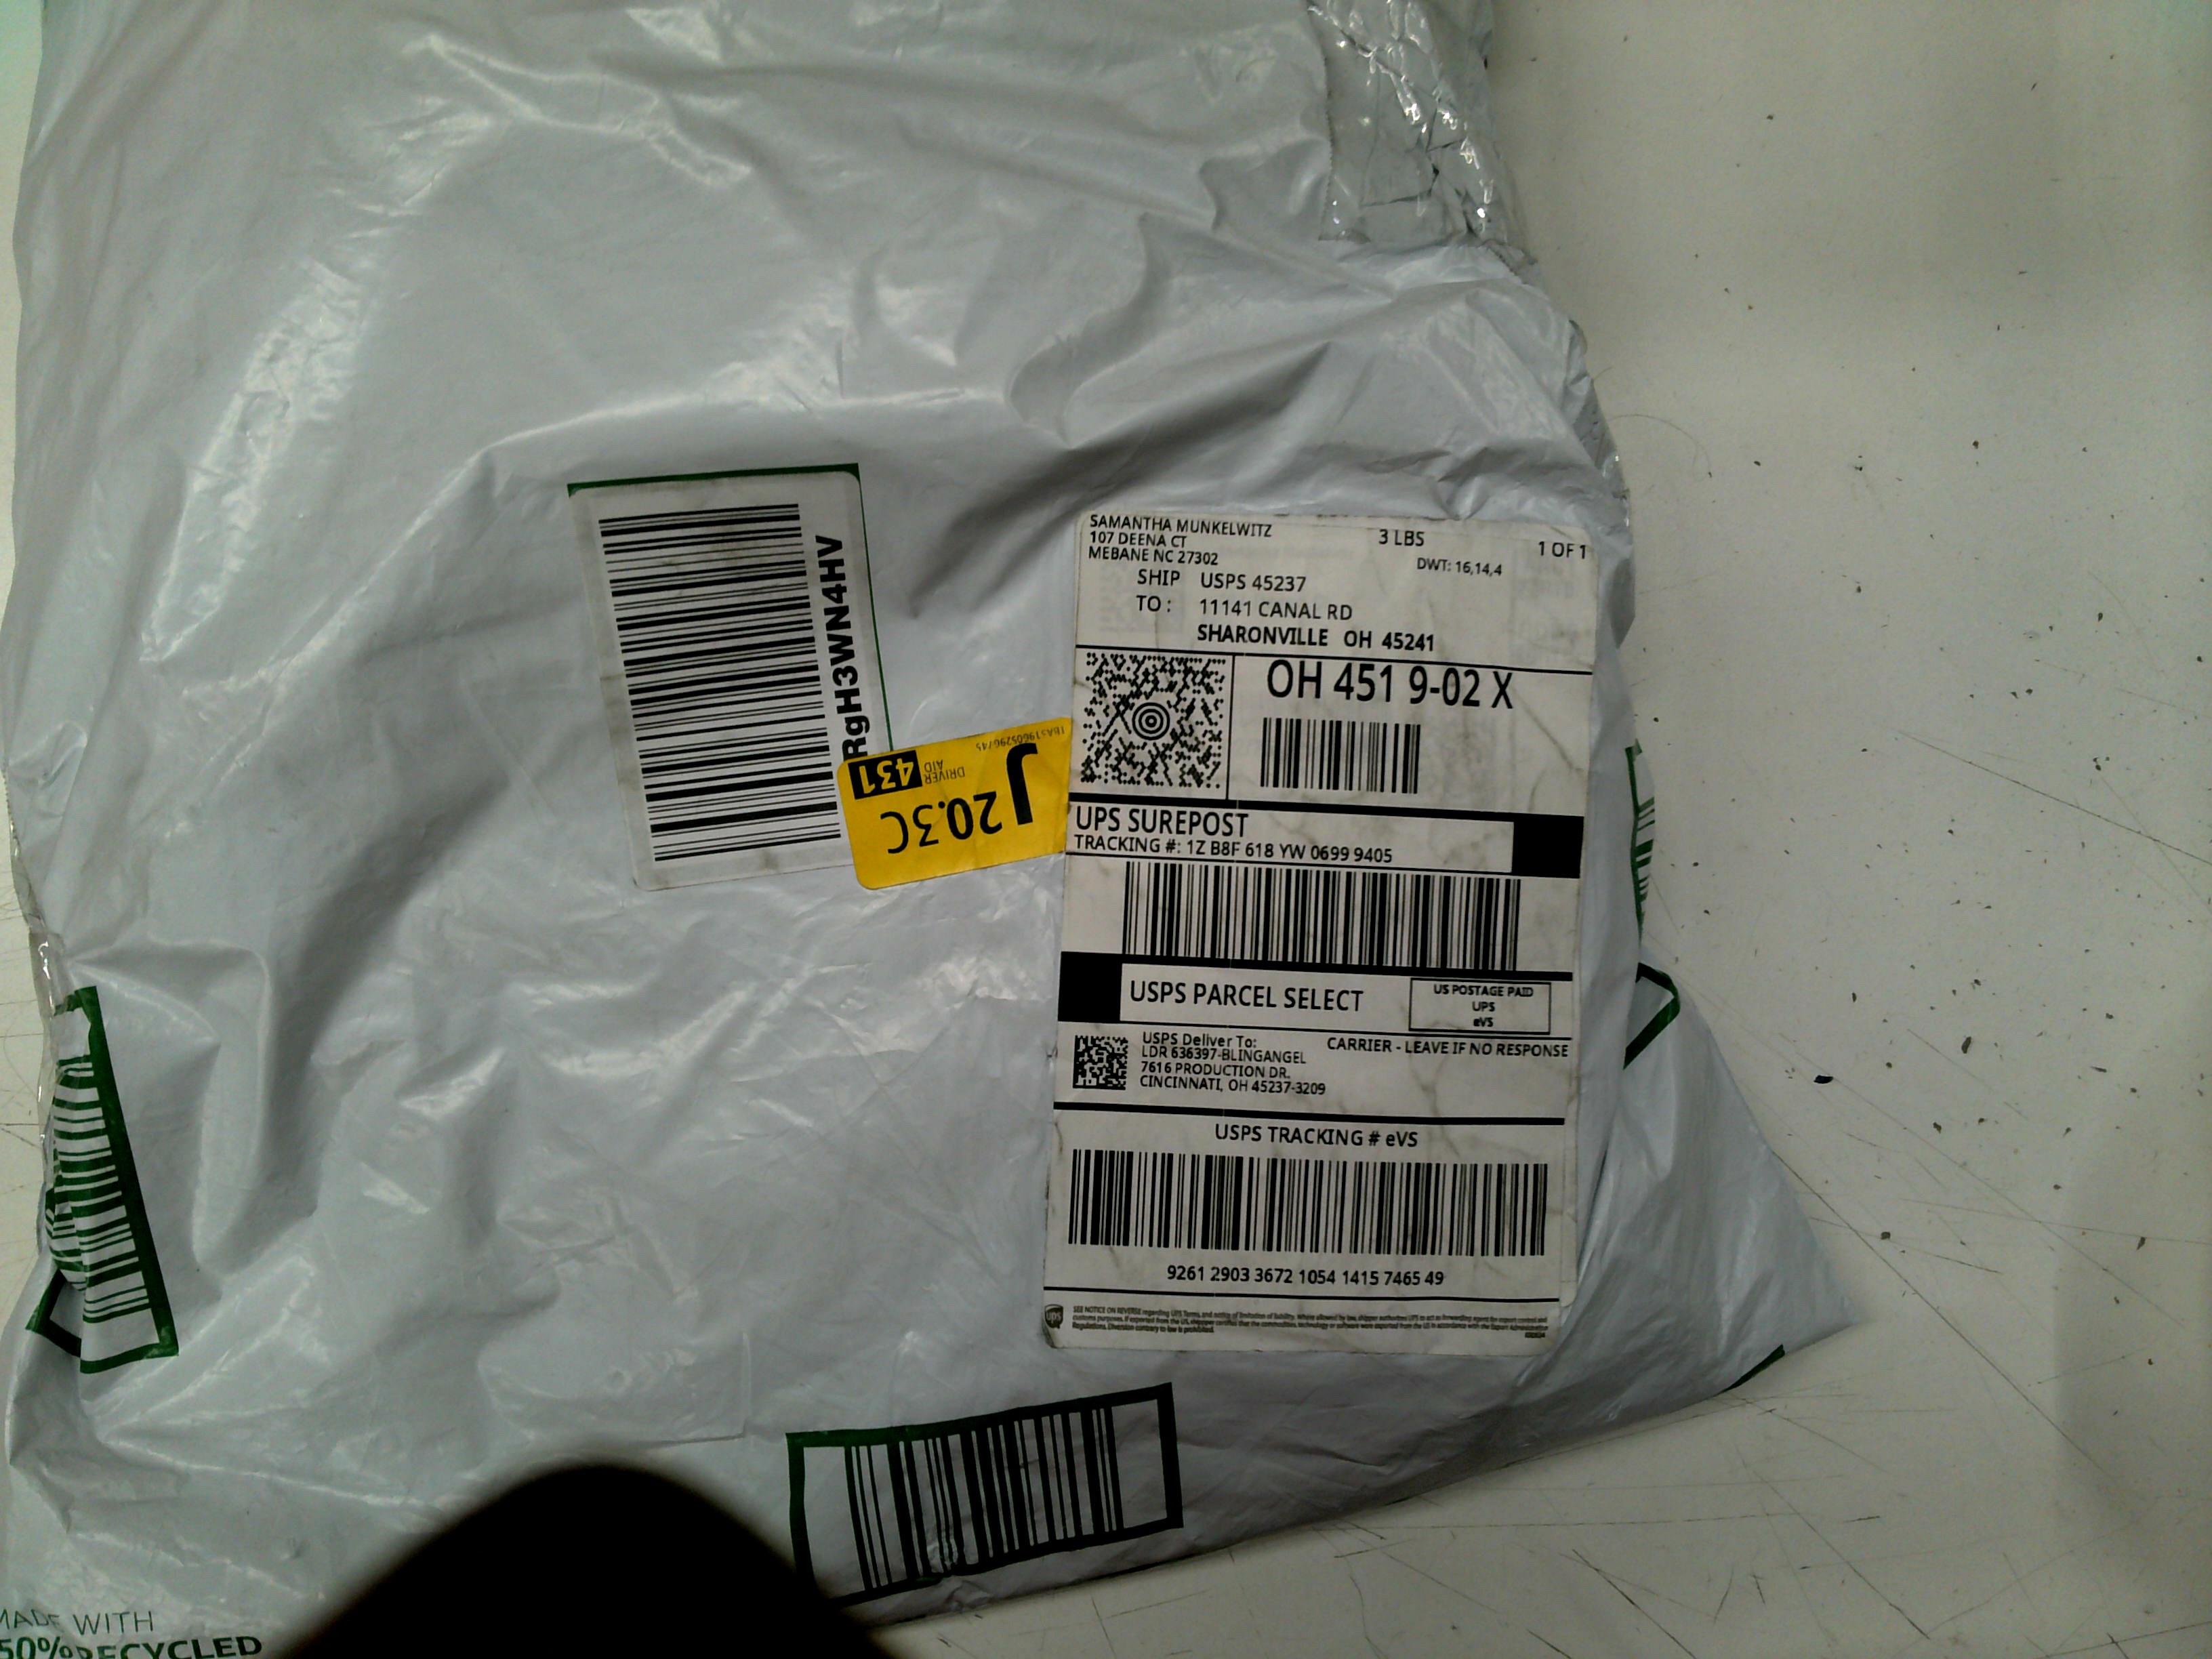 RgH3WN4HV
J
20.3C
DRIVER
AID
431
SAMANTHA MUNKELWITZ
107 DEENA CT
MEBANE NC 27302
3 LBS
1 OF 1
DWT: 16,14,4
SHIP USPS 45237
TO : 11141 CANAL RD
SHARONVILLE OH 45241
OH 451 9-02 X
UPS SUREPOST
TRACKING #: 1Z B8F 618 YW 0699 9405
USPS PARCEL SELECT
US POSTAGE PAID
UPS
eVS
USPS Deliver To:
CARRIER - LEAVE IF NO RESPONSE
LDR 636397-BLINGANGEL
7616 PRODUCTION DR.
CINCINNATI, OH 45237-3209
USPS TRACKING # eVS
9261 2903 3672 1054 1415 7465 49
ups
MADE WITH
50% RECYCLED